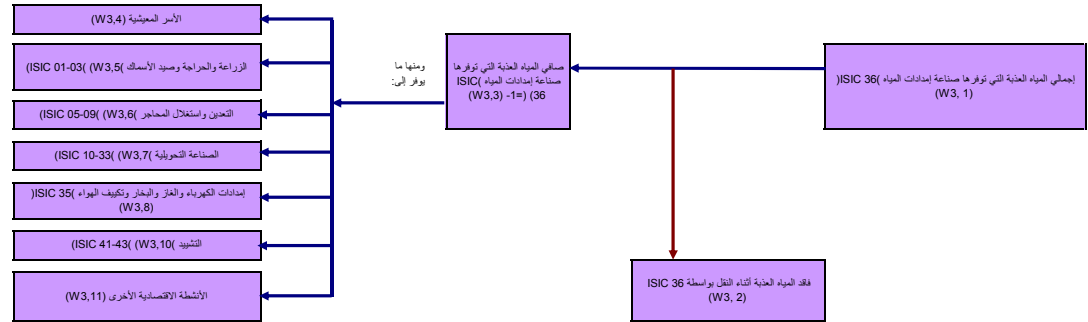 إجمالي المياه العذبة التي توفرها صناعة إمدادات المياه )ISIC 36(
(W3, 1)
صافي المياه العذبة التي توفرها
صناعة إمدادات المياه )ISIC
36) (=1- (W3,3)
ومنها ما
يوفر إلى:
الأسر المعيشية (W3,4)
الزراعة والحراجة وصيد الأسماك )W3,5) )ISIC 01-03)
التعدين واستغلال المحاجر )W3,6) )ISIC 05-09)
الصناعة التحويلية )W3,7) )ISIC 10-33)
إمدادات الكهرباء والغاز والبخار وتكييف الهواء )ISIC 35(
(W3,8)
التشييد )W3,10) )ISIC 41-43)
الأنشطة الاقتصادية الأخرى (W3,11)
فاقد المياه العذبة أثناء النقل بواسطة ISIC 36
(W3, 2)